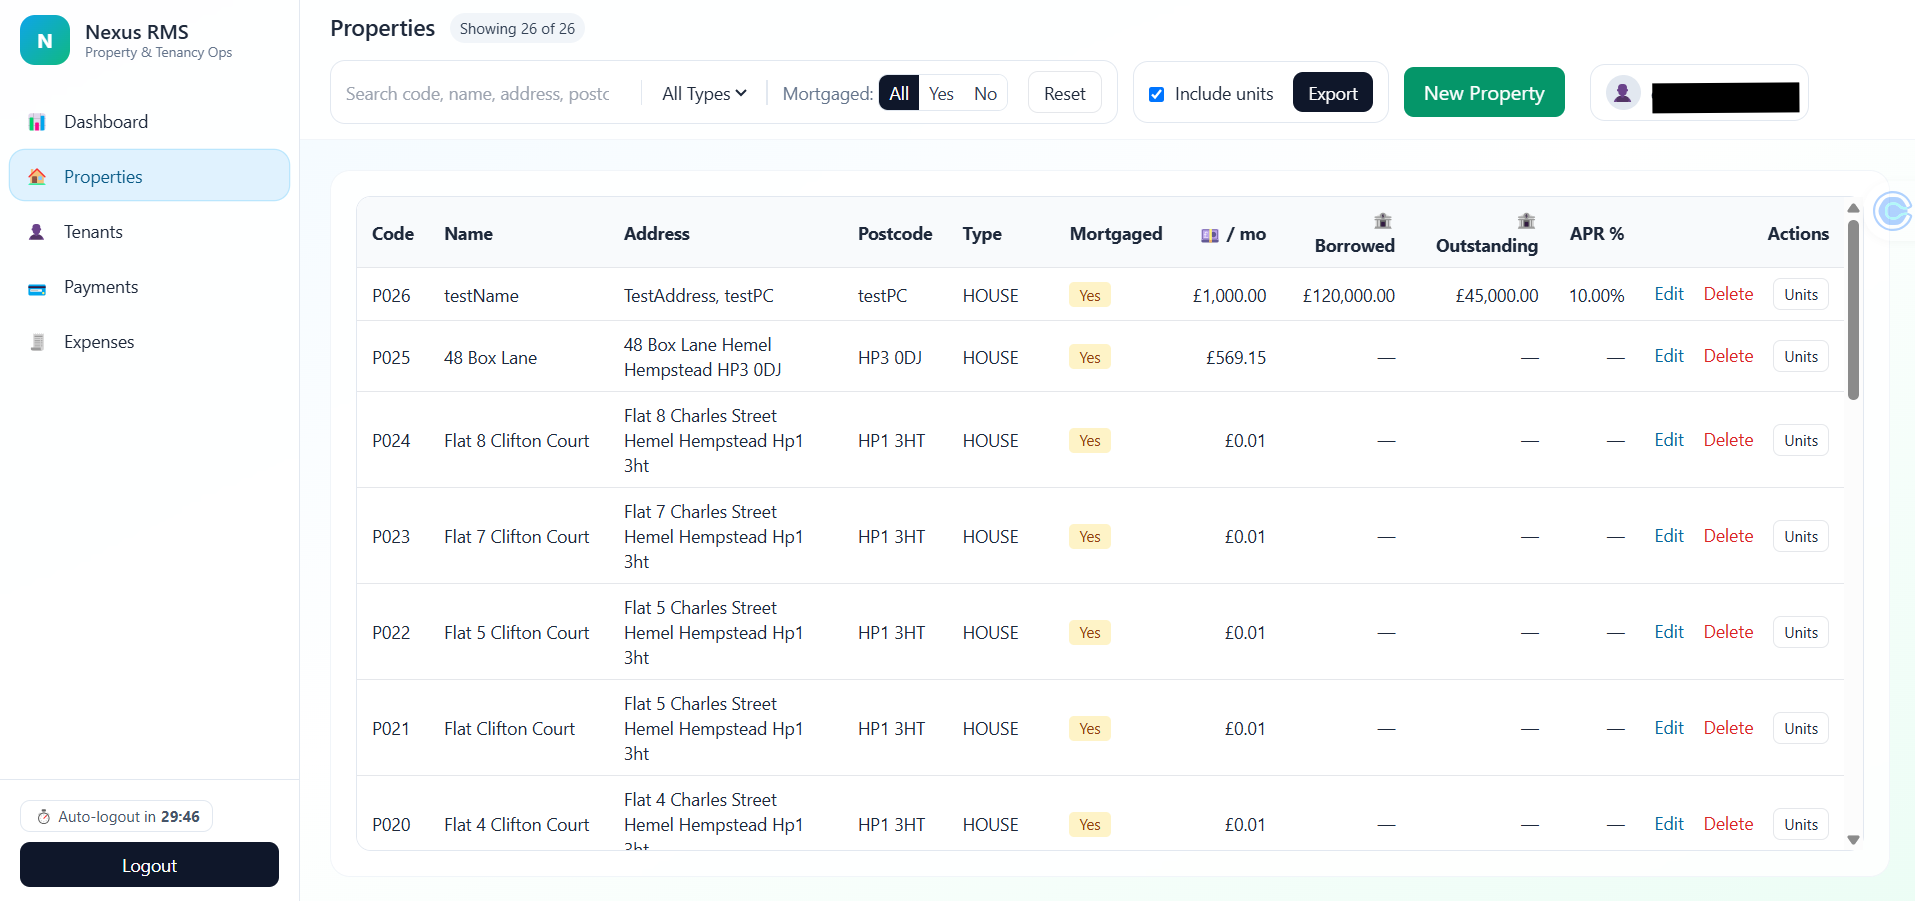 N
Nexus RMS
Property & Tenancy Ops
Dashboard
Properties
Tenants
Payments
Expenses
Auto-logout in 29:46
Logout
Properties
Showing 26 of 26
Search code, name, address, postc
All Types
Mortgaged: All Yes No
Reset
Include units
Export
New Property
Code Name Address Postcode Type Mortgaged / mo Borrowed Outstanding APR % Actions
P026 testName TestAddress, testPC testPC HOUSE Yes £1,000.00 £120,000.00 £45,000.00 10.00% Edit Delete Units
P025 48 Box Lane 48 Box Lane Hemel
Hempstead HP3 0DJ HP3 0DJ HOUSE Yes £569.15 — — — Edit Delete Units
P024 Flat 8 Clifton Court Flat 8 Charles Street
Hemel Hempstead Hp1
3ht HP1 3HT HOUSE Yes £0.01 — — — Edit Delete Units
P023 Flat 7 Clifton Court Flat 7 Charles Street
Hemel Hempstead Hp1
3ht HP1 3HT HOUSE Yes £0.01 — — — Edit Delete Units
P022 Flat 5 Clifton Court Flat 5 Charles Street
Hemel Hempstead Hp1
3ht HP1 3HT HOUSE Yes £0.01 — — — Edit Delete Units
P021 Flat Clifton Court Flat 5 Charles Street
Hemel Hempstead Hp1
3ht HP1 3HT HOUSE Yes £0.01 — — — Edit Delete Units
P020 Flat 4 Clifton Court Flat 4 Charles Street
Hemel Hempstead Hp1
3ht HP1 3HT HOUSE Yes £0.01 — — — Edit Delete Units